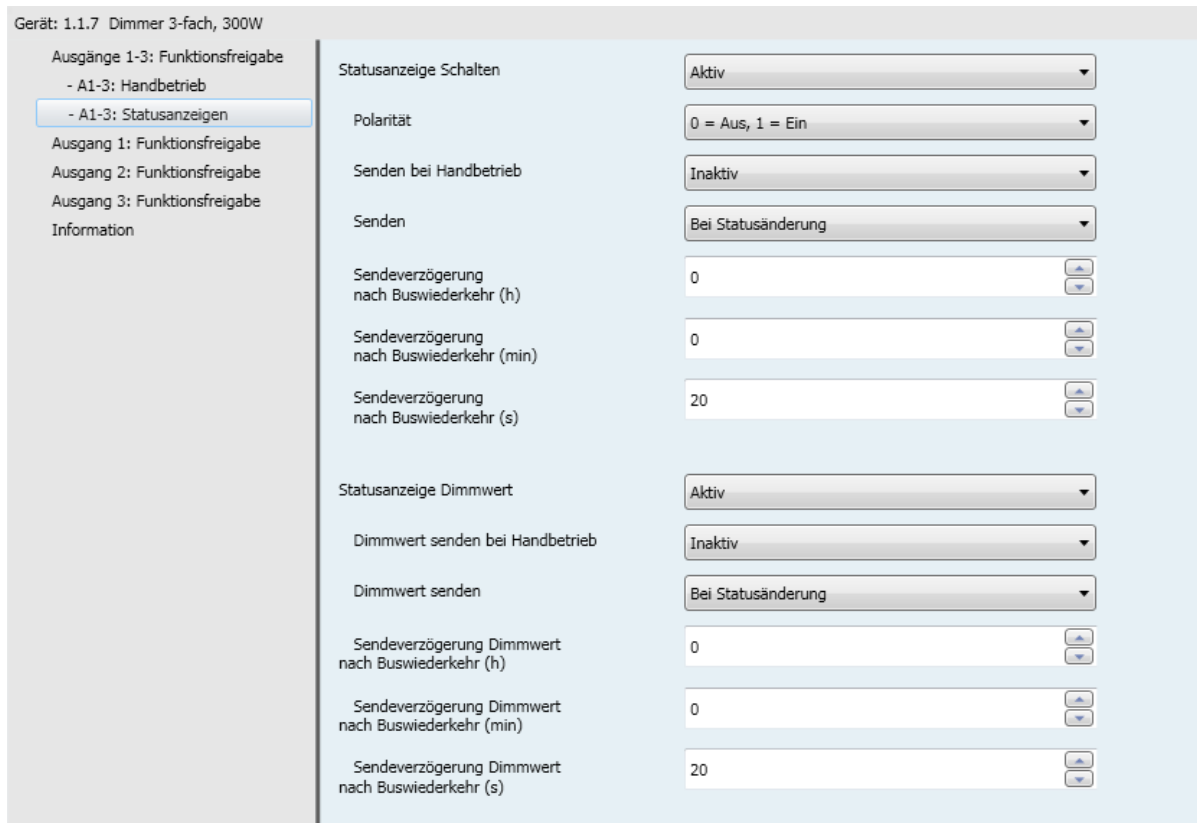 Gerät: 1.1.7 Dimmer 3-fach, 300W
Ausgänge 1-3: Funktionsfreigabe
- A1-3: Handbetrieb
- A1-3: Statusanzeigen
Ausgang 1: Funktionsfreigabe
Ausgang 2: Funktionsfreigabe
Ausgang 3: Funktionsfreigabe
Information
Statusanzeige Schalten
Aktiv
Polarität
0 = Aus, 1 = Ein
Senden bei Handbetrieb
Inaktiv
Senden
Bei Statusänderung
Sendeverzögerung
nach Buswiederkehr (h)
0
Sendeverzögerung
nach Buswiederkehr (min)
0
Sendeverzögerung
nach Buswiederkehr (s)
20
Statusanzeige Dimmwert
Aktiv
Dimmwert senden bei Handbetrieb
Inaktiv
Dimmwert senden
Bei Statusänderung
Sendeverzögerung Dimmwert
nach Buswiederkehr (h)
0
Sendeverzögerung Dimmwert
nach Buswiederkehr (min)
0
Sendeverzögerung Dimmwert
nach Buswiederkehr (s)
20